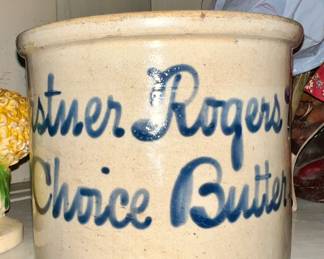 stner Rogers'
Choice Butter